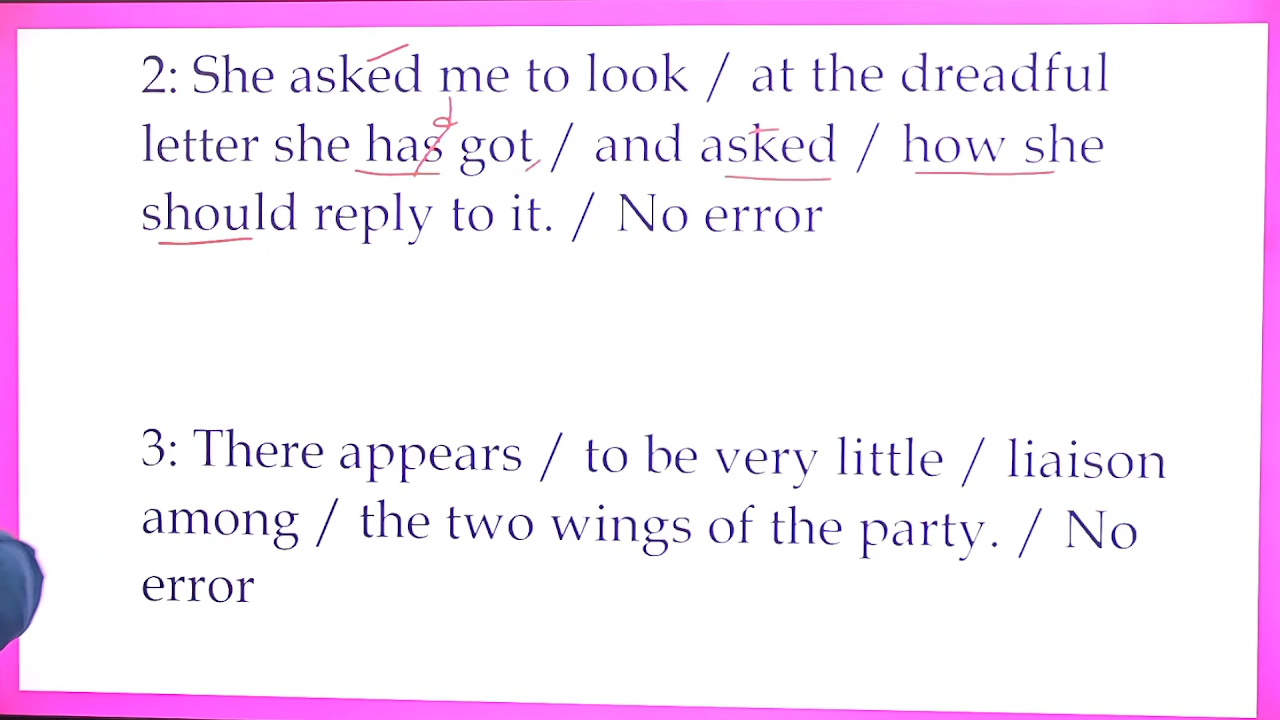 2: She asked me to look / at the dreadful
d
letter she has got, / and asked / how she
should reply to it. / No error
3: There appears / to be very little / liaison
among / the two wings of the party. / No
error